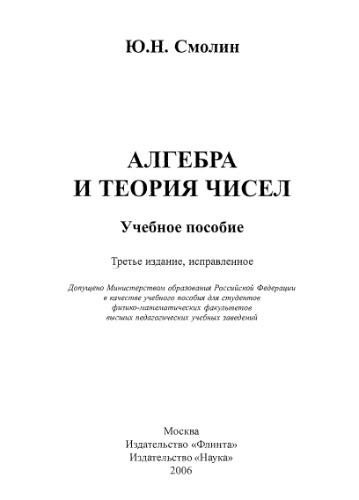 Ю.Н. Смолин
АЛГЕБРА
И ТЕОРИЯ ЧИСЕЛ
Учебное пособие
Третье издание, исправленное
Допущено Министерством образования Российской Федерации
в качестве учебного пособия для студентов
физико-математических факультетов
высших педагогических учебных заведений
Москва
Издательство «Флинта»
Издательство «Наука»
2006